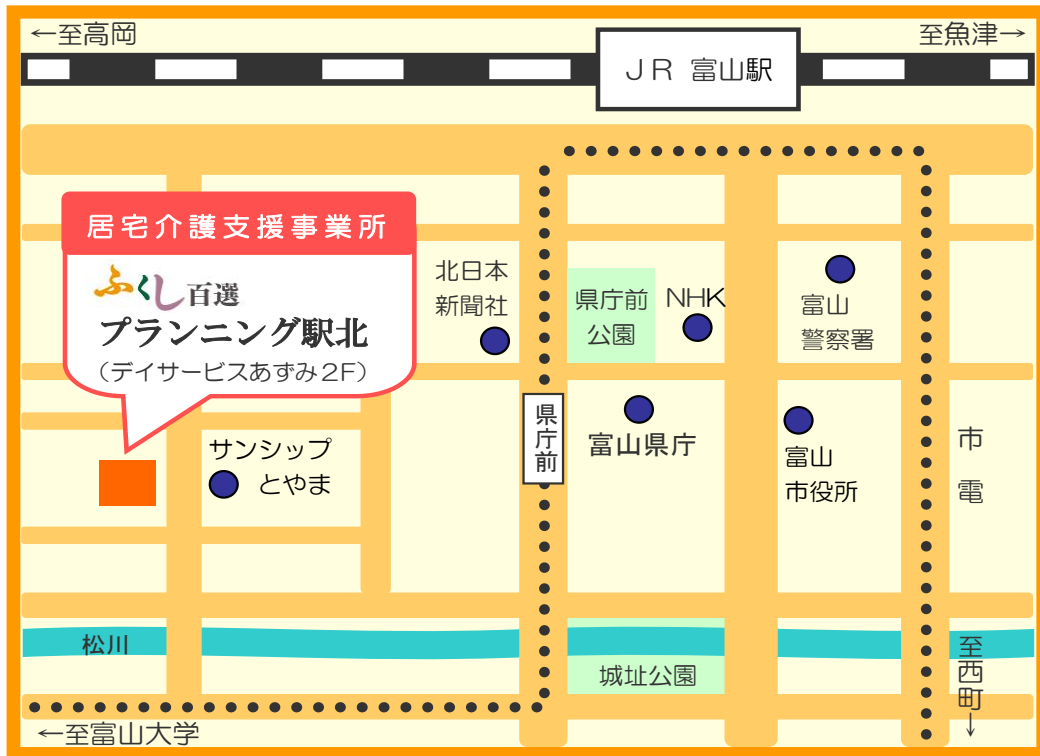 ←至高岡
至魚津→
ＪＲ 富山駅
居宅介護支援事業所
ふくし百選
プランニング駅北
（デイサービスあずみ２F）
北日本
新聞社
県庁前
公園
NHK
富山
警察署
県庁前
富山県庁
富山
市役所
市電
サンシップ
とやま
松川
城址公園
至西町→
←至富山大学